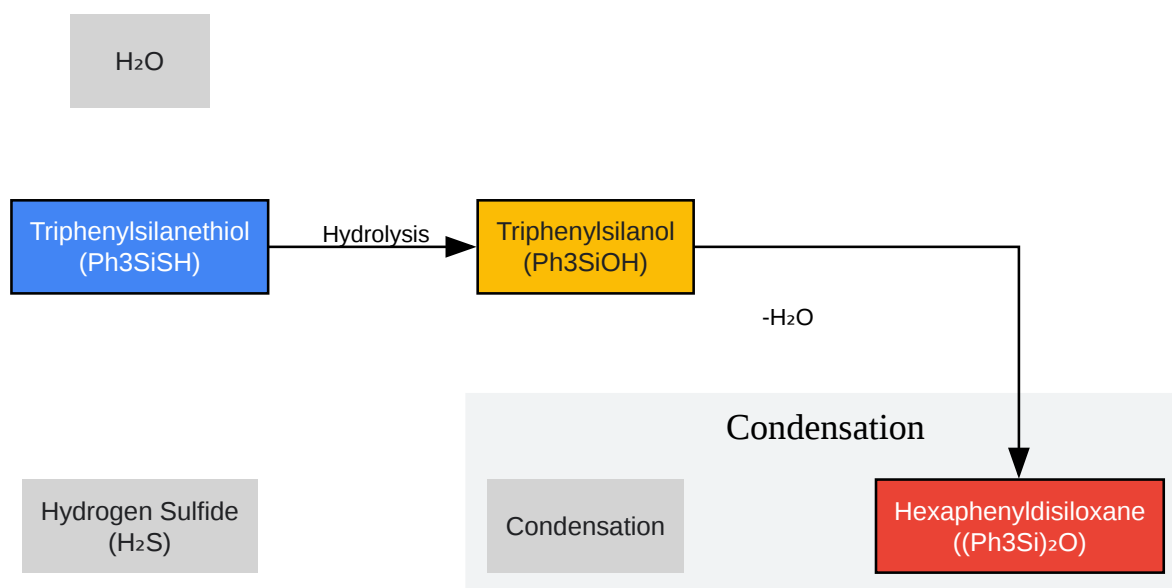 H₂O
Triphenylsilanethiol
(Ph3SiSH)
Hydrolysis
Triphenylsilanol
(Ph3SiOH)
-H₂O
Condensation
Hydrogen Sulfide
(H₂S)
Condensation
Hexaphenyldisiloxane
((Ph3Si)₂O)